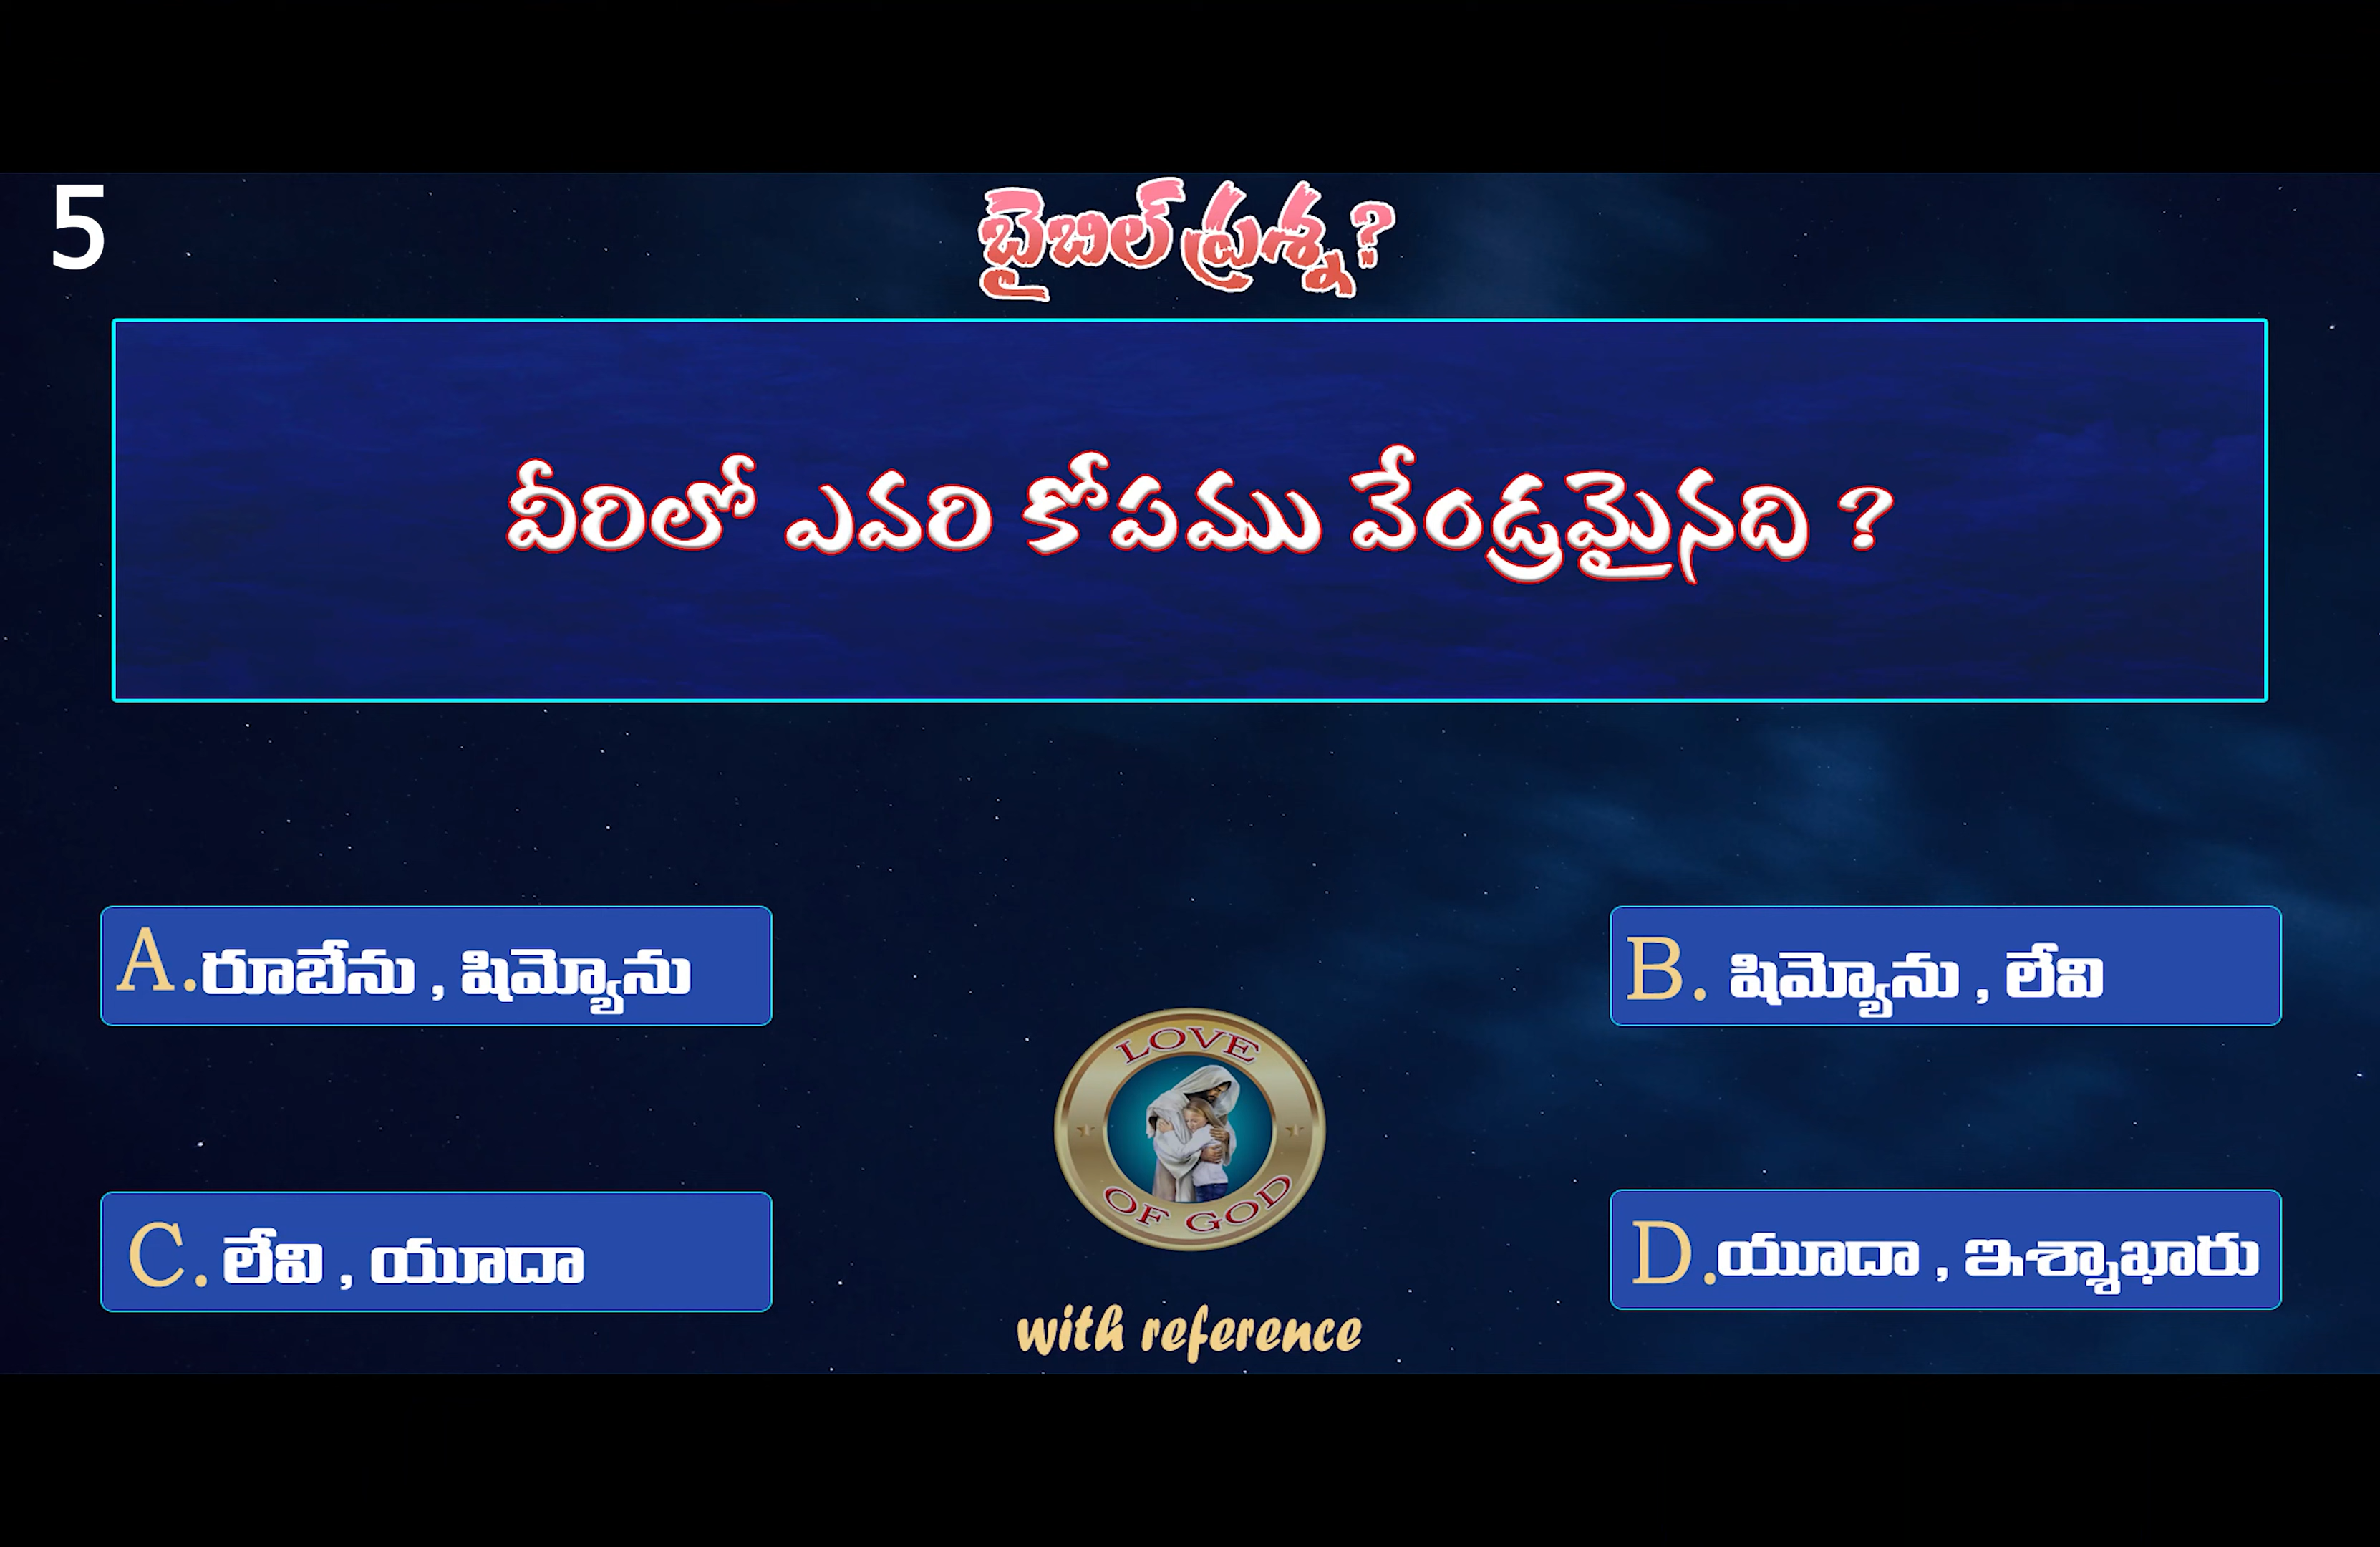 5
బైబిల్ ప్రశ్న?
వీరిలో ఎవరి కోపము వేండ్రమైనది ?
A.రూబేను , షిమ్యోను
B. షిమ్యోను , లేవి
LOVE
OF GOD
C. లేవి , యూదా
D.యూదా , ఇశ్శాఖారు
with reference